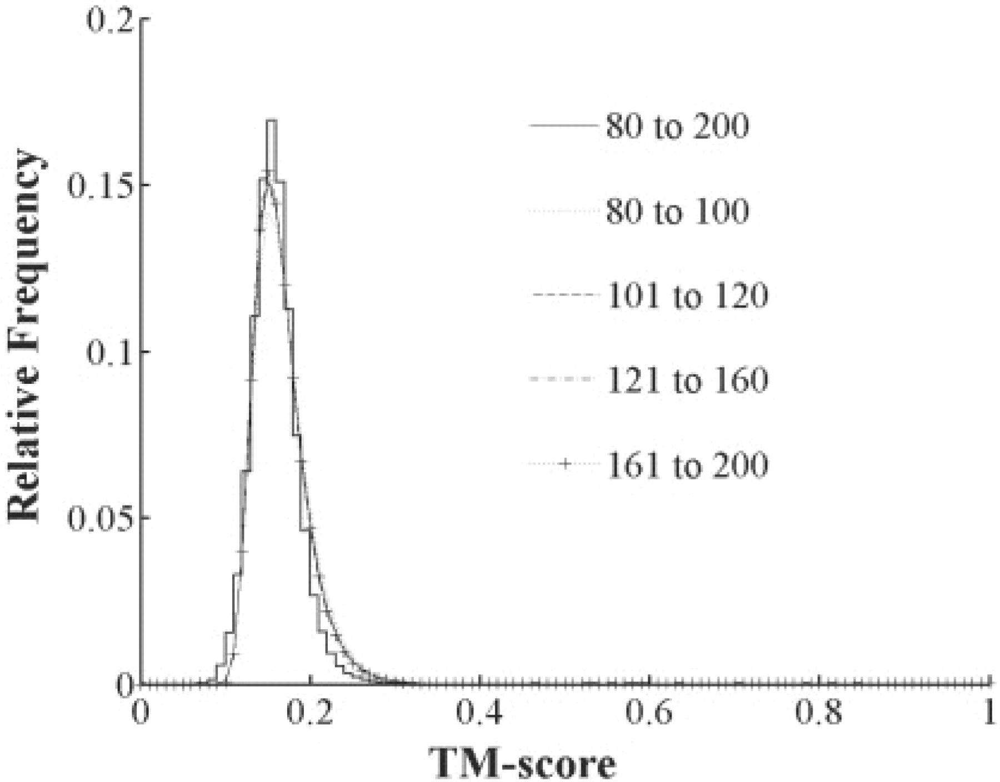 0.2
0.15
0.1
0.05
0
Relative Frequency
80 to 200
80 to 100
101 to 120
121 to 160
161 to 200
0 0.2 0.4 0.6 0.8 1
TM-score